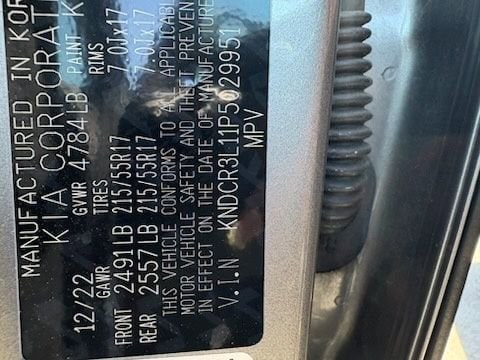 MANUFACTURED IN KOR
KIA CORPORAT
12/22 GVWR 4784LB PAINT K
GAWR TIRES RIMS
FRONT 2491LB 215/55R17 7.0Jx17
REAR 2557LB 215/55R17 7.0Jx17
THIS VEHICLE CONFORMS TO ALL APPLICABL
MOTOR VEHICLE SAFETY AND THEFT PREVEN
IN EFFECT ON THE DATE OF MANUFACTURE
V.I.N KNDCR3L11P5029951
MPV